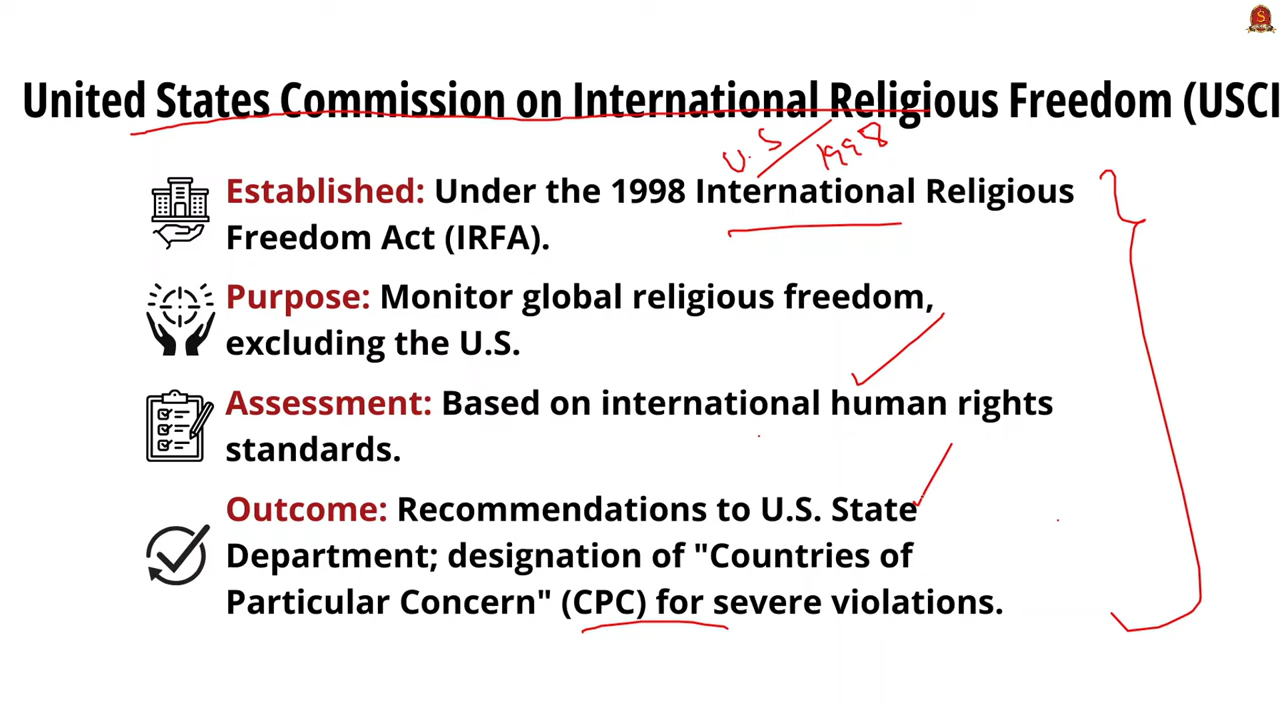 United States Commission on International Religious Freedom (USCI
U.S
1998
Established: Under the 1998 International Religious
Freedom Act (IRFA).
Purpose: Monitor global religious freedom,
excluding the U.S.
Assessment: Based on international human rights
standards.
Outcome: Recommendations to U.S. State
Department; designation of "Countries of
Particular Concern" (CPC) for severe violations.